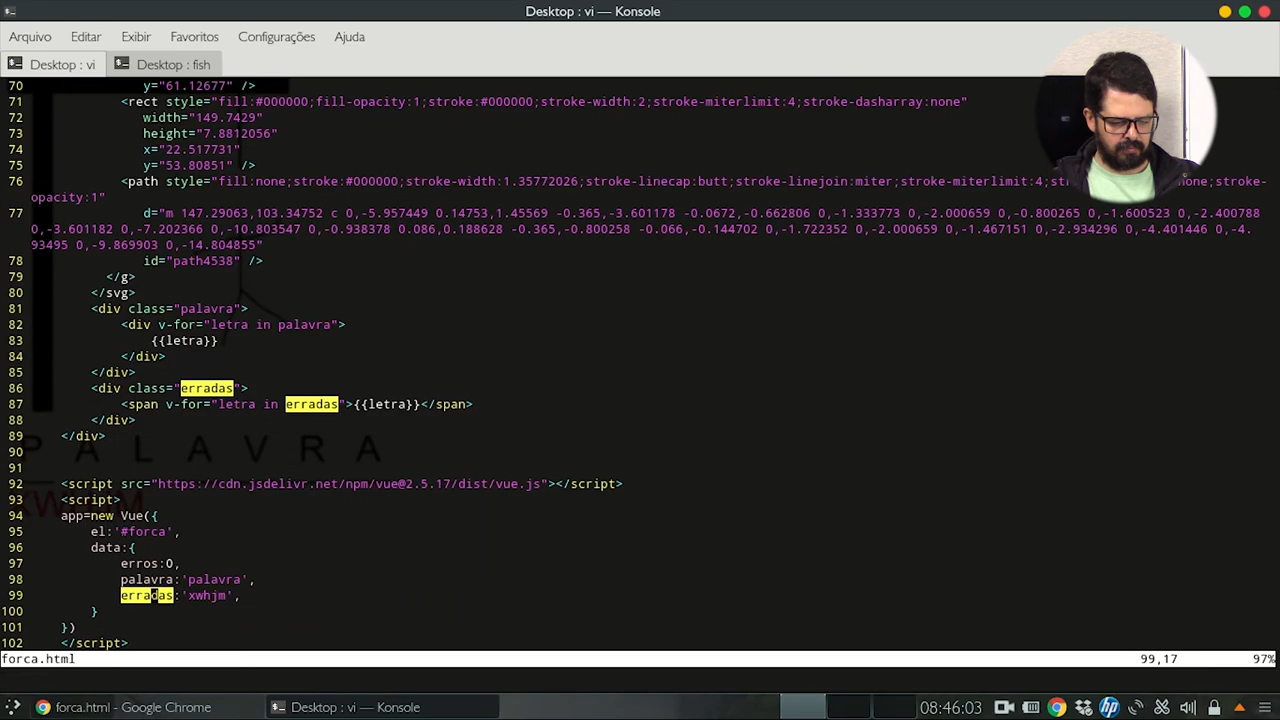 Desktop : vi — Konsole
Arquivo Editar Exibir Favoritos Configurações Ajuda
Desktop : vi Desktop : fish
70 y="61.12677" />
71 <rect style="fill:#000000;fill-opacity:1;stroke:#000000;stroke-width:2;stroke-miterlimit:4;stroke-dasharray:none"
72 width="149.7429"
73 height="7.8812056"
74 x="22.517731"
75 y="53.80851" />
76 <path style="fill:none;stroke:#000000;stroke-width:1.35772026;stroke-linecap:butt;stroke-linejoin:miter;stroke-miterlimit:4;st none;stroke-
opacity:1"
77 d="m 147.29063,103.34752 c 0,-5.957449 0.14753,1.45569 -0.365,-3.601178 -0.0672,-0.662806 0,-1.333773 0,-2.000659 0,-0.800265 0,-1.600523 0,-2.400788
0,-3.601182 0,-7.202366 0,-10.803547 0,-0.938378 0.086,0.188628 -0.365,-0.800258 -0.066,-0.144702 0,-1.722352 0,-2.000659 0,-1.467151 0,-2.934296 0,-4.401446 0,-4.
93495 0,-9.869903 0,-14.804855"
78 id="path4538" />
79 </g>
80 </svg>
81 <div class="palavra">
82 <div v-for="letra in palavra">
83 {{letra}}
84 </div>
85 </div>
86 <div class="erradas">
87 <span v-for="letra in erradas">{{letra}}</span>
88 </div>
89 </div>
PALAVRA
90
91
92 <script src="https://cdn.jsdelivr.net/npm/vue@2.5.17/dist/vue.js"></script>
93 <script>
XWHJM
94 app=new Vue({
95 el:'#forca',
96 data:{
97 erros:0,
98 palavra:'palavra',
99 erradas:'xwhjm',
100 }
101 })
102 </script>
forca.html 99,17 97%
forca.html - Google Chrome Desktop : vi — Konsole 08:46:03